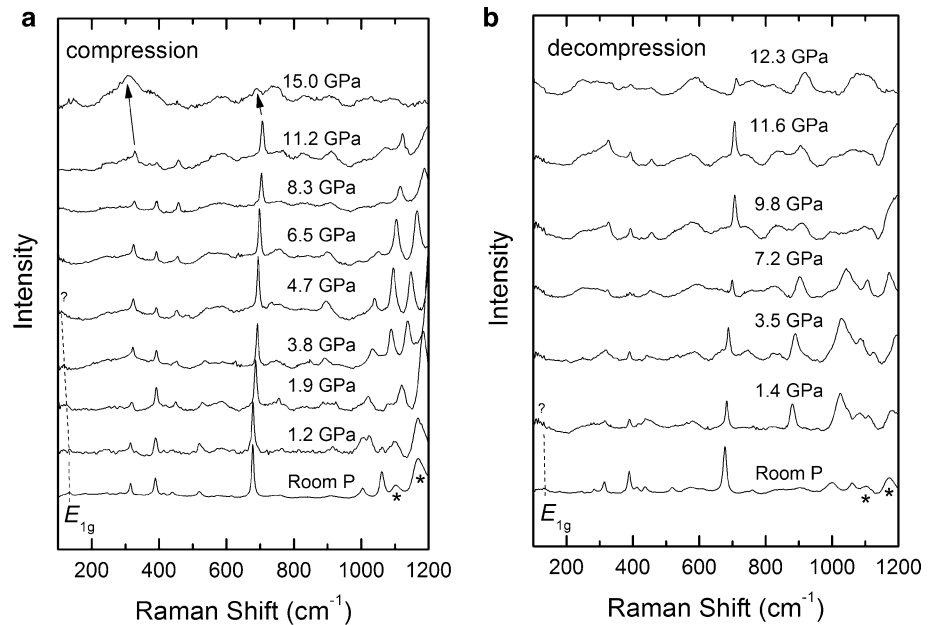 a
compression
15.0 GPa
11.2 GPa
8.3 GPa
6.5 GPa
4.7 GPa
?
3.8 GPa
1.9 GPa
1.2 GPa
Room P
*
*
E1g
200 400 600 800 1000 1200
Raman Shift (cm-1)
Intensity
b
decompression
12.3 GPa
11.6 GPa
9.8 GPa
7.2 GPa
3.5 GPa
1.4 GPa
?
Room P
*
*
E1g
200 400 600 800 1000 1200
Raman Shift (cm-1)
Intensity